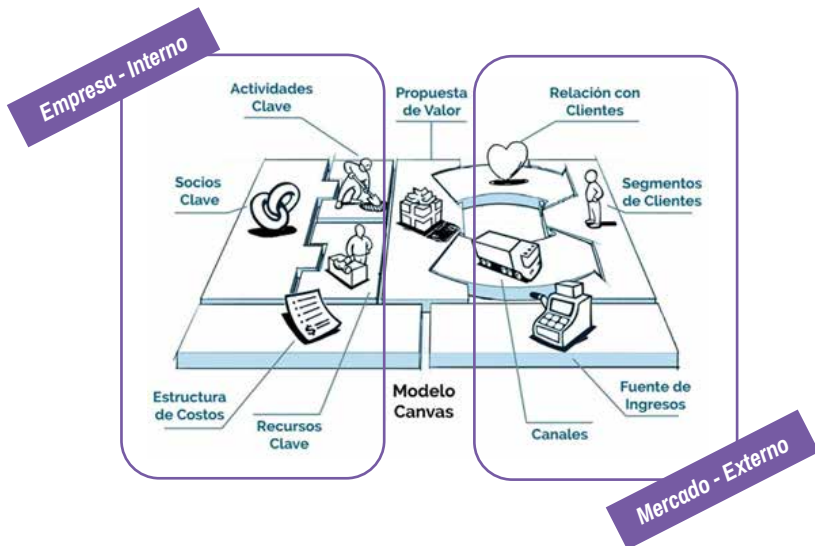 Empresa - Interno
Actividades
Clave
Propuesta
de Valor
Relación con
Clientes
Socios
Clave
Segmentos
de Clientes
Estructura
de Costos
Recursos
Clave
Modelo
Canvas
Canales
Fuente de
Ingresos
Mercado - Externo